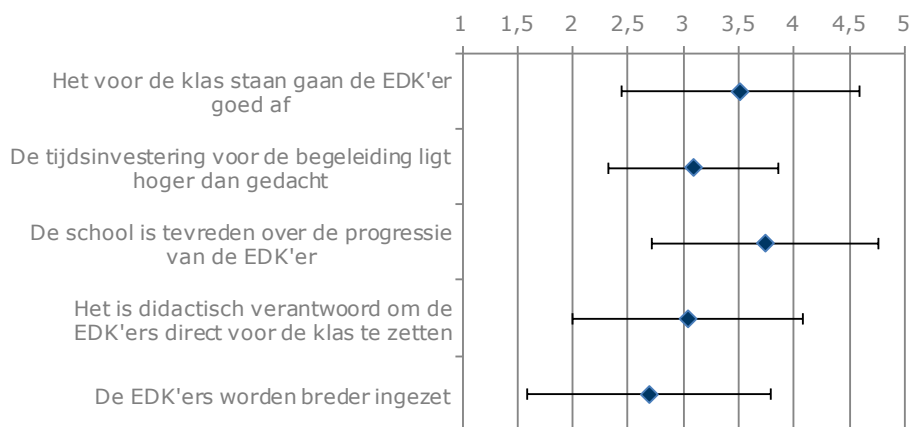 1 1,5 2 2,5 3 3,5 4 4,5 5
Het voor de klas staan gaan de EDK'er
goed af
De tijdsinvestering voor de begeleiding ligt
hoger dan gedacht
De school is tevreden over de progressie
van de EDK'er
Het is didactisch verantwoord om de
EDK'ers direct voor de klas te zetten
De EDK'ers worden breder ingezet